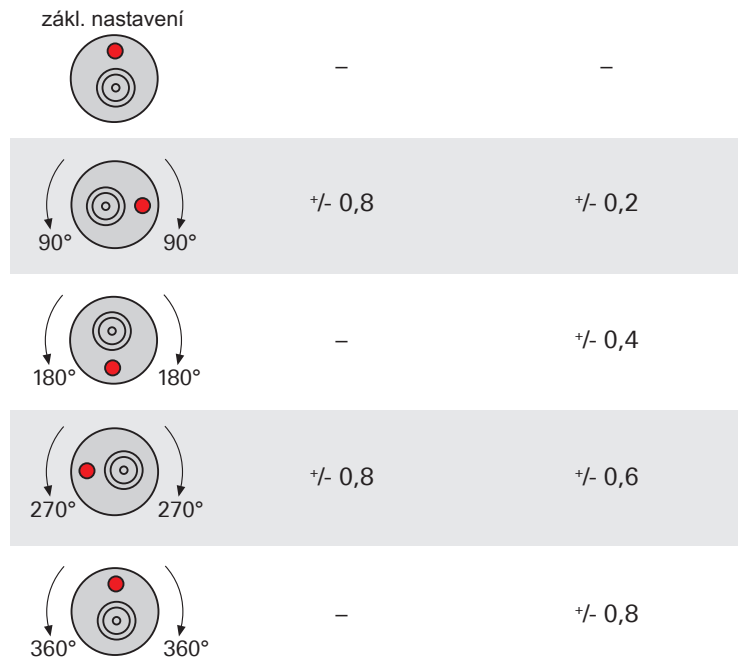 zákl. nastavení
– –
90° 90° +/- 0,8 +/- 0,2
180° 180° – +/- 0,4
270° 270° +/- 0,8 +/- 0,6
360° 360° – +/- 0,8